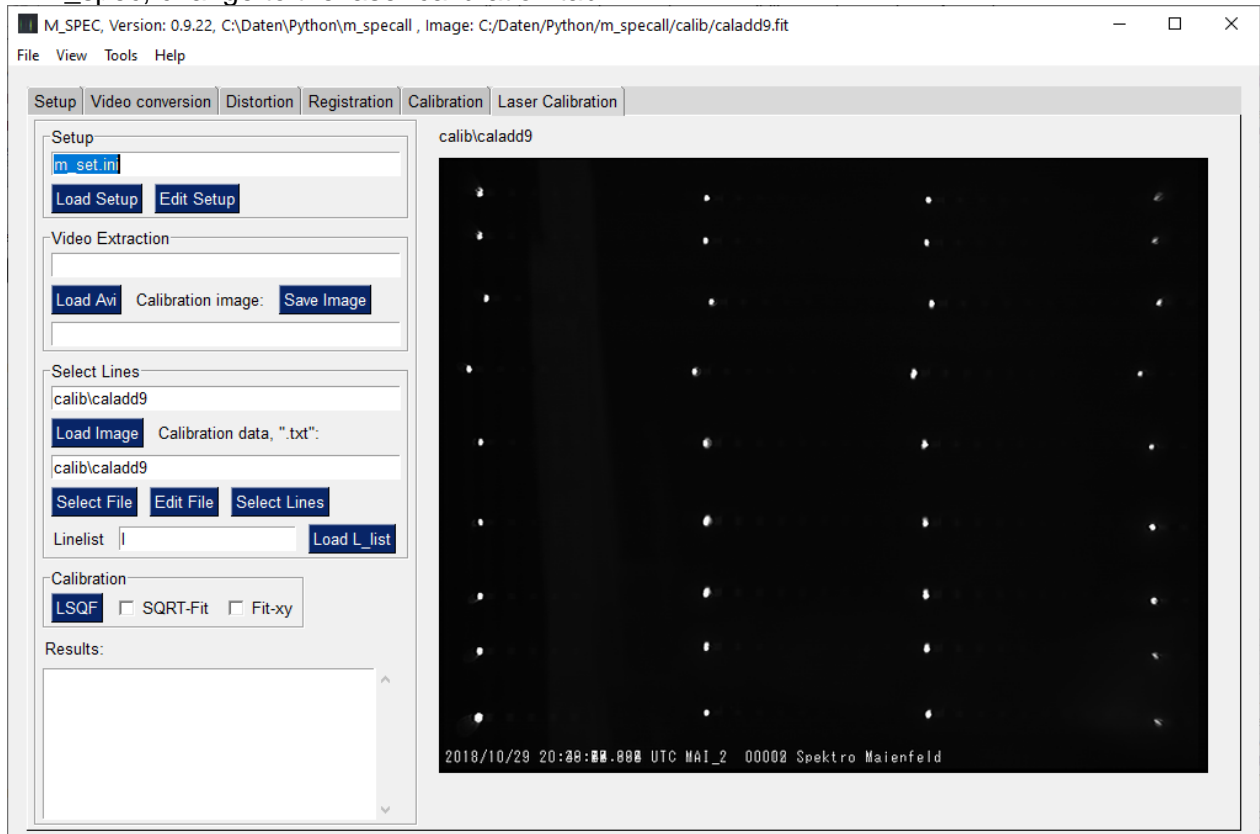 M_SPEC, Version: 0.9.22, C:\Daten\Python\m_specall , Image: C:/Daten/Python/m_specall/calib/caladd9.fit
File View Tools Help
Setup Video conversion Distortion Registration Calibration Laser Calibration
Setup
m_set.ini
Load Setup Edit Setup
Video Extraction
Load Avi Calibration image: Save Image
Select Lines
calib\caladd9
Load Image Calibration data, ".txt":
calib\caladd9
Select File Edit File Select Lines
Linelist l Load L_list
Calibration
LSQF SQRT-Fit Fit-xy
Results:
calib\caladd9
2018/10/29 UTC MAI_2 Spektro Maienfeld